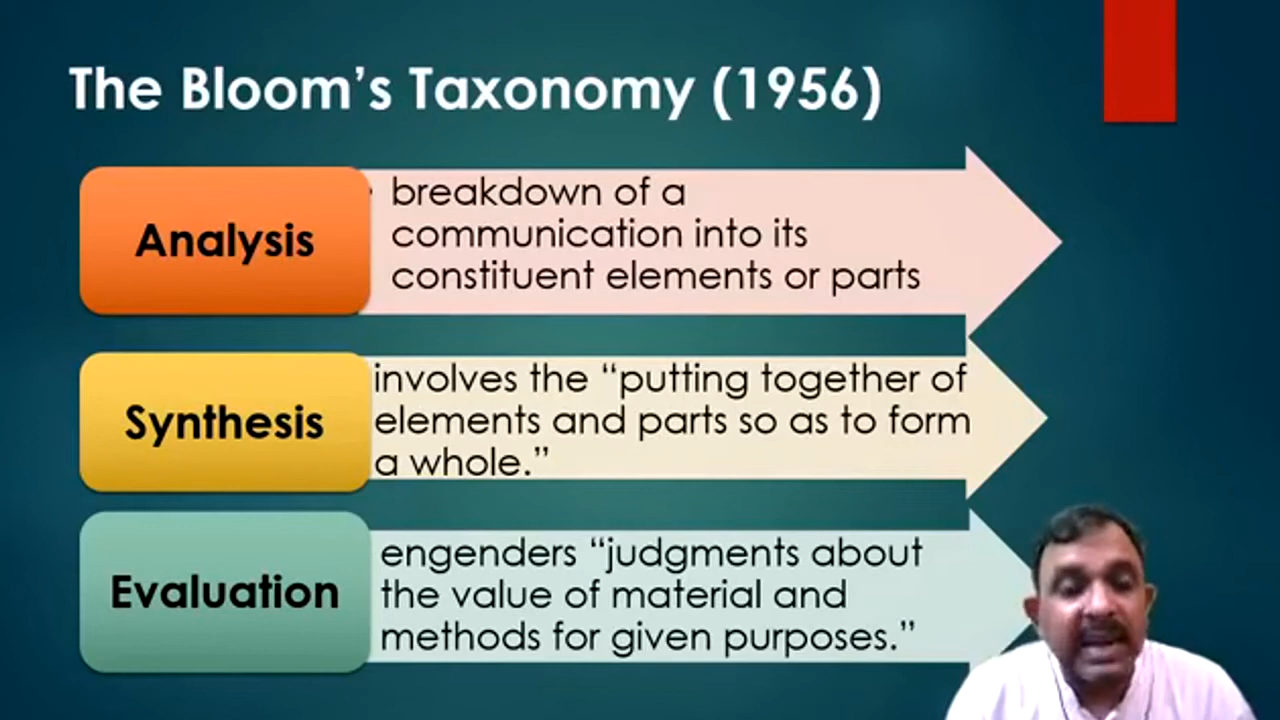 The Bloom’s Taxonomy (1956)
Analysis
breakdown of a
communication into its
constituent elements or parts
Synthesis
involves the “putting together of
elements and parts so as to form
a whole.”
Evaluation
engenders “judgments about
the value of material and
methods for given purposes.”